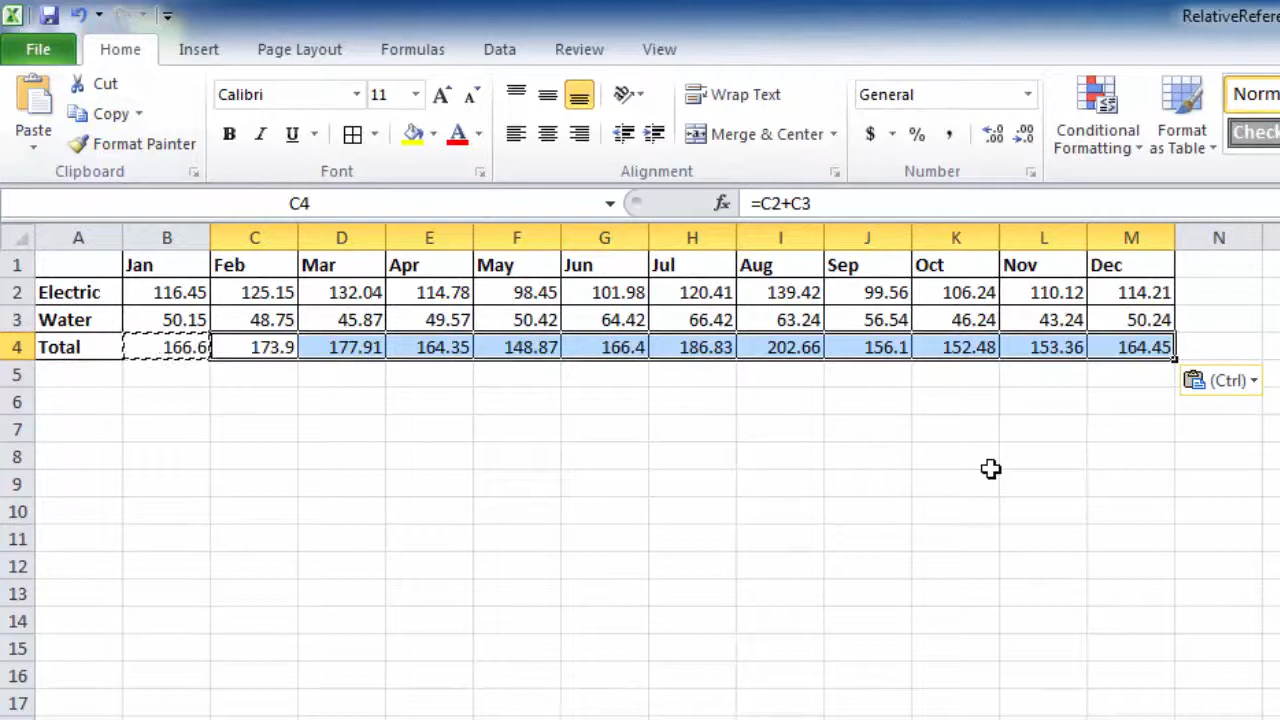 RelativeRefere
File Home Insert Page Layout Formulas Data Review View
Paste
Cut
Copy
Format Painter
Clipboard
Calibri 11 A A
B I U A
Font
Wrap Text
Merge & Center
Alignment
General
$ % , .0 .00 .00 .0
Number
Conditional
Formatting
Format
as Table
Norm
Check
C4 fx =C2+C3
A B C D E F G H I J K L M N
1 Jan Feb Mar Apr May Jun Jul Aug Sep Oct Nov Dec
2 Electric 116.45 125.15 132.04 114.78 98.45 101.98 120.41 139.42 99.56 106.24 110.12 114.21
3 Water 50.15 48.75 45.87 49.57 50.42 64.42 66.42 63.24 56.54 46.24 43.24 50.24
4 Total 166.6 173.9 177.91 164.35 148.87 166.4 186.83 202.66 156.1 152.48 153.36 164.45
5 (Ctrl)
6
7
8
9
10
11
12
13
14
15
16
17